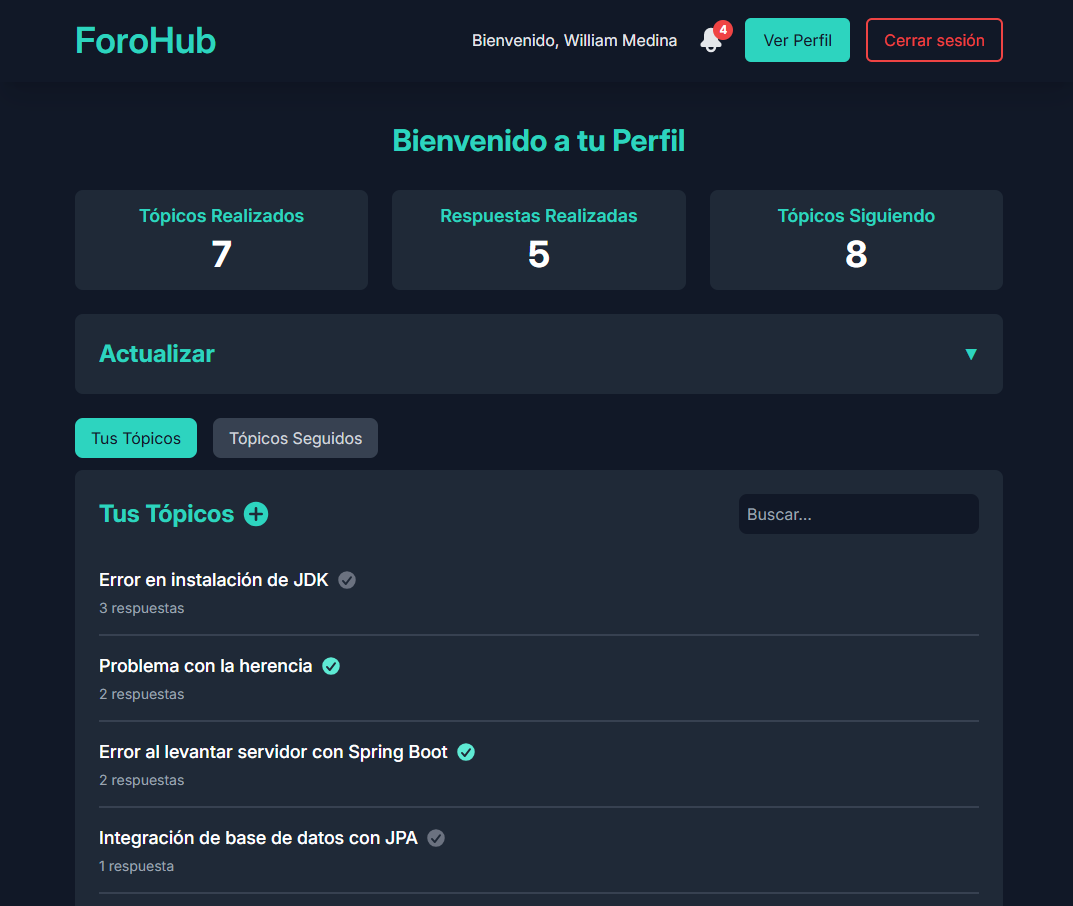 ForoHub
Bienvenido, William Medina
4
Ver Perfil
Cerrar sesión
Bienvenido a tu Perfil
Tópicos Realizados
7
Respuestas Realizadas
5
Tópicos Siguiendo
8
Actualizar
Tus Tópicos
Tópicos Seguidos
Tus Tópicos
Buscar...
Error en instalación de JDK
3 respuestas
Problema con la herencia
2 respuestas
Error al levantar servidor con Spring Boot
2 respuestas
Integración de base de datos con JPA
1 respuesta